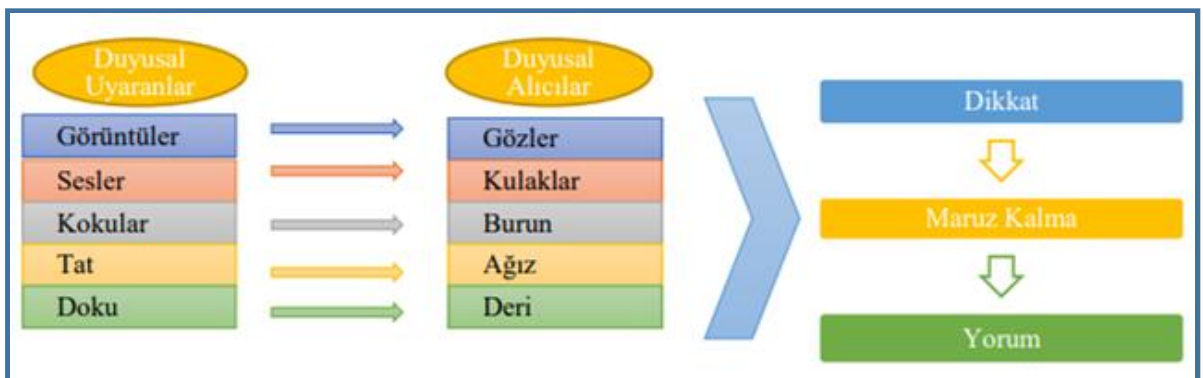 Duyusal
Uyaranlar
Görüntüler
Sesler
Kokular
Tat
Doku
Duyusal
Alıcılar
Gözler
Kulaklar
Burun
Ağız
Deri
Dikkat
Maruz Kalma
Yorum